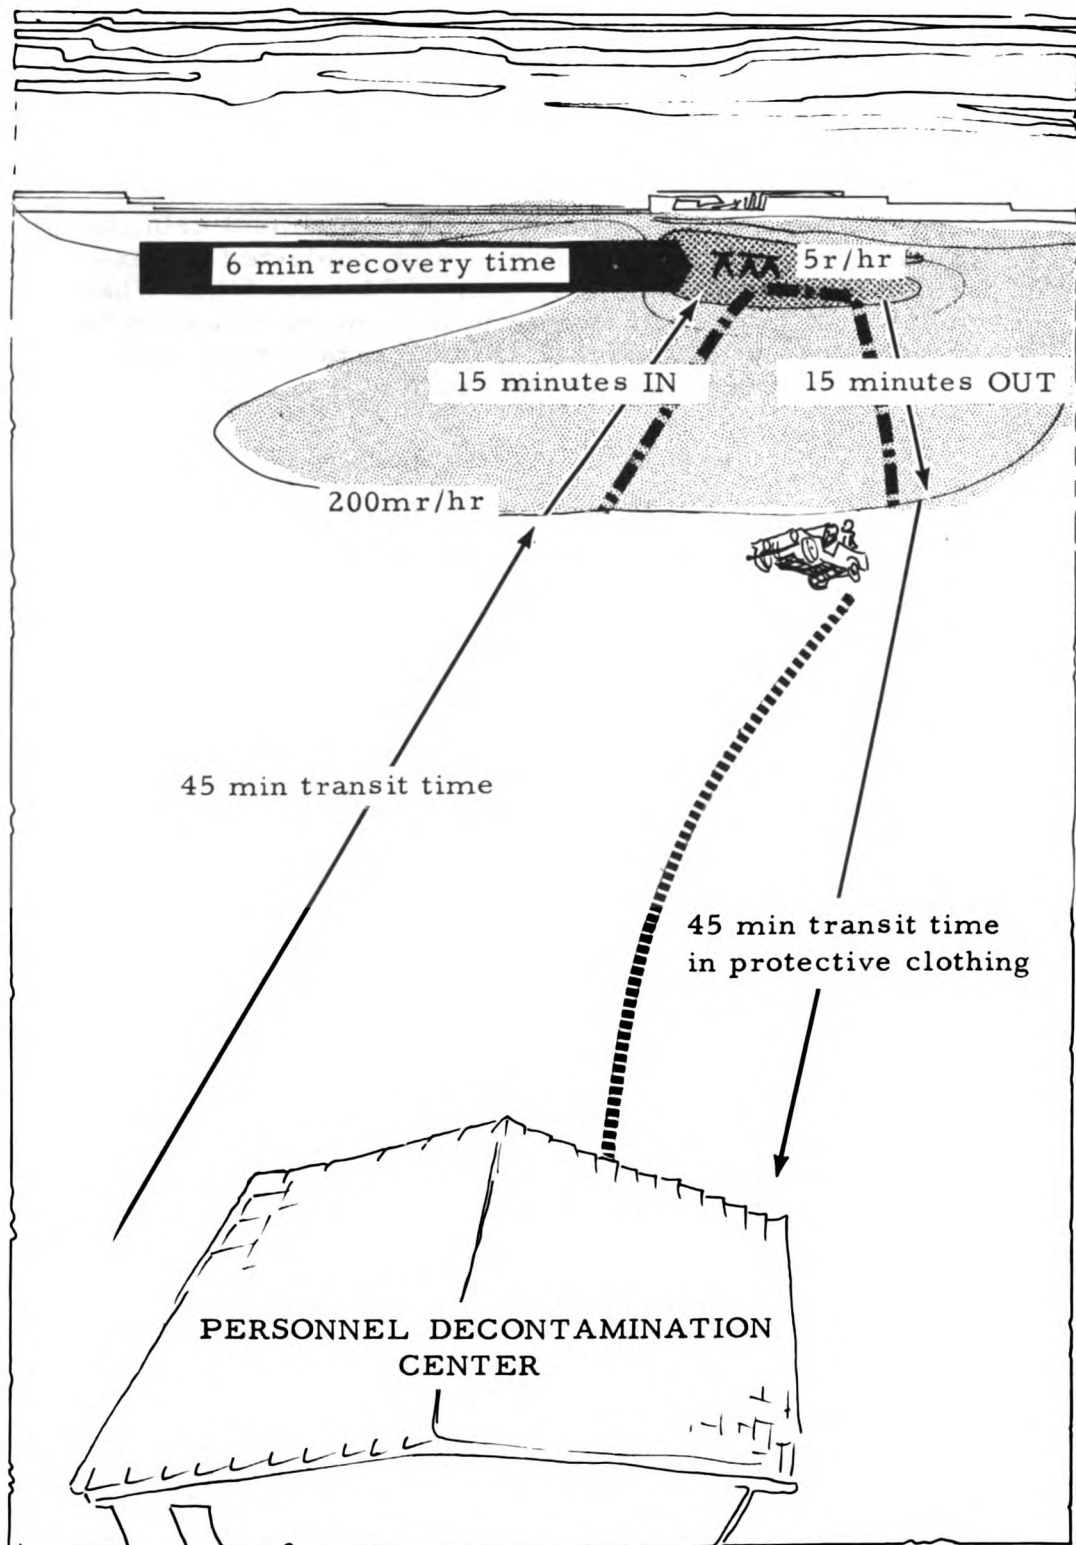 6 min recovery time
5r/hr
15 minutes IN
15 minutes OUT
200mr/hr
45 min transit time
45 min transit time
in protective clothing
PERSONNEL DECONTAMINATION
CENTER